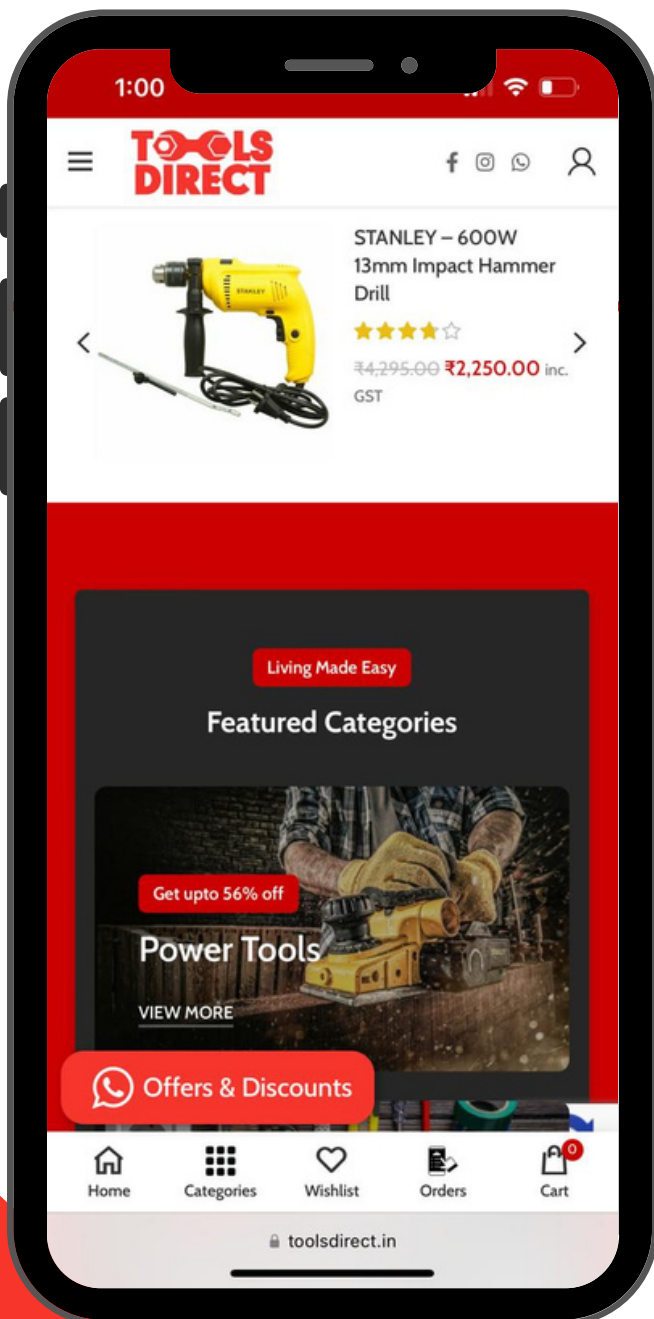 1:00
TOOLS
DIRECT
STANLEY – 600W
13mm Impact Hammer
Drill
STANLEY
₹4,295.00 ₹2,250.00 inc.
GST
Living Made Easy
Featured Categories
Get upto 56% off
Power Tools
VIEW MORE
Offers & Discounts
0
Home Categories Wishlist Orders Cart
toolsdirect.in